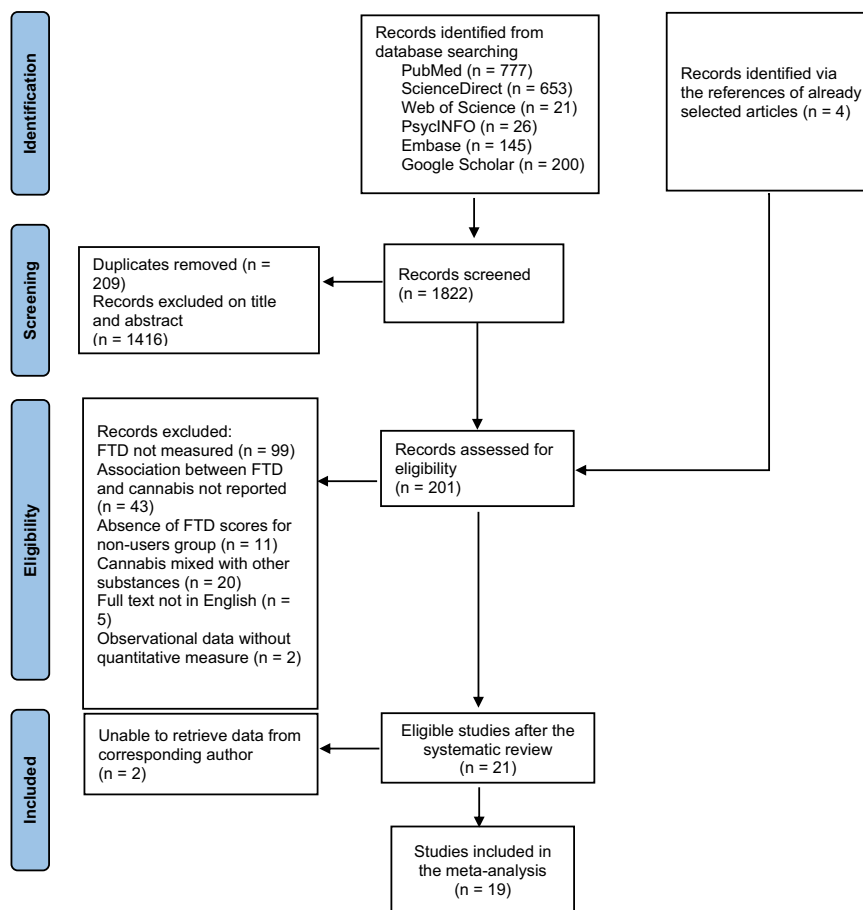 Identification
Records identified from
database searching
PubMed (n = 777)
ScienceDirect (n = 653)
Web of Science (n = 21)
PsycINFO (n = 26)
Embase (n = 145)
Google Scholar (n = 200)
Records identified via
the references of already
selected articles (n = 4)
Screening
Duplicates removed (n =
209)
Records excluded on title
and abstract
(n = 1416)
Records screened
(n = 1822)
Eligibility
Records excluded:
FTD not measured (n = 99)
Association between FTD
and cannabis not reported
(n = 43)
Absence of FTD scores for
non-users group (n = 11)
Cannabis mixed with other
substances (n = 20)
Full text not in English (n =
5)
Observational data without
quantitative measure (n = 2)
Records assessed for
eligibility
(n = 201)
Included
Unable to retrieve data from
corresponding author
(n = 2)
Eligible studies after the
systematic review
(n = 21)
Studies included in
the meta-analysis
(n = 19)